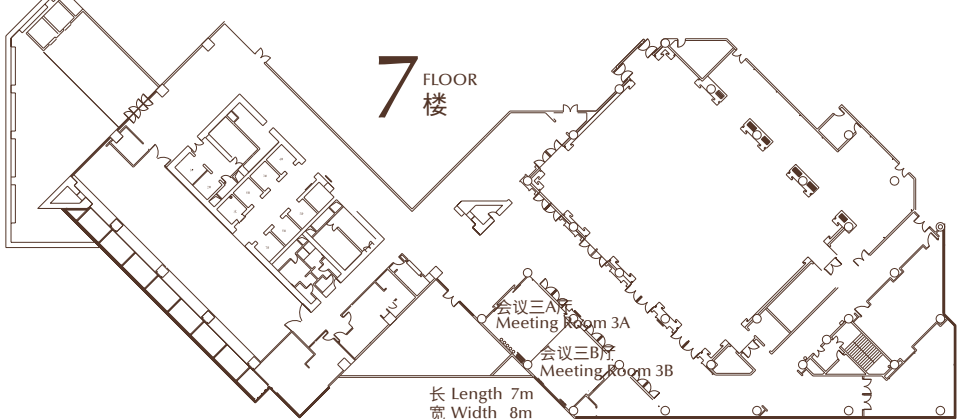 7 FLOOR
楼
会议三A厅
Meeting Room 3A
会议三B厅
Meeting Room 3B
长 Length 7m
宽 Width 8m